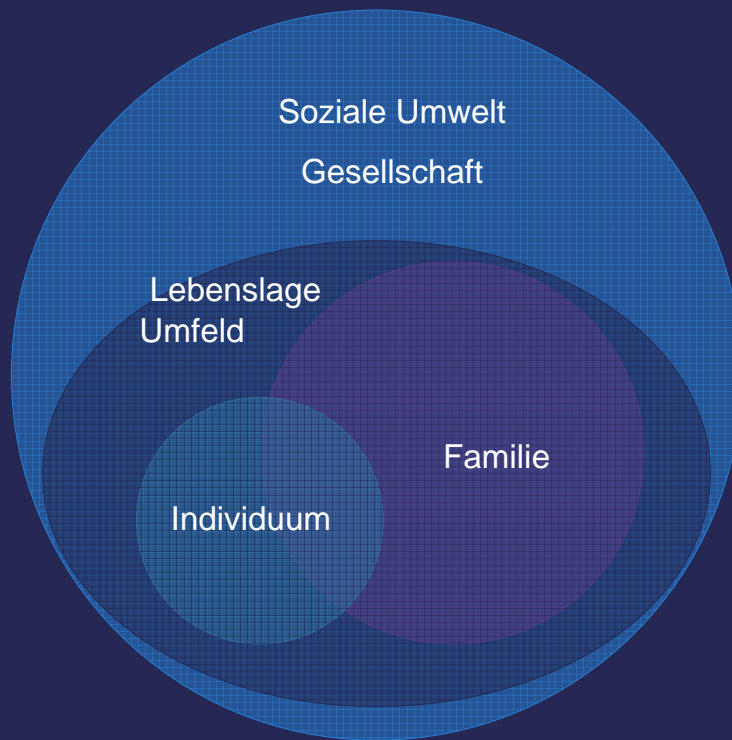 Soziale Umwelt
Gesellschaft
Lebenslage
Umfeld
Familie
Individuum